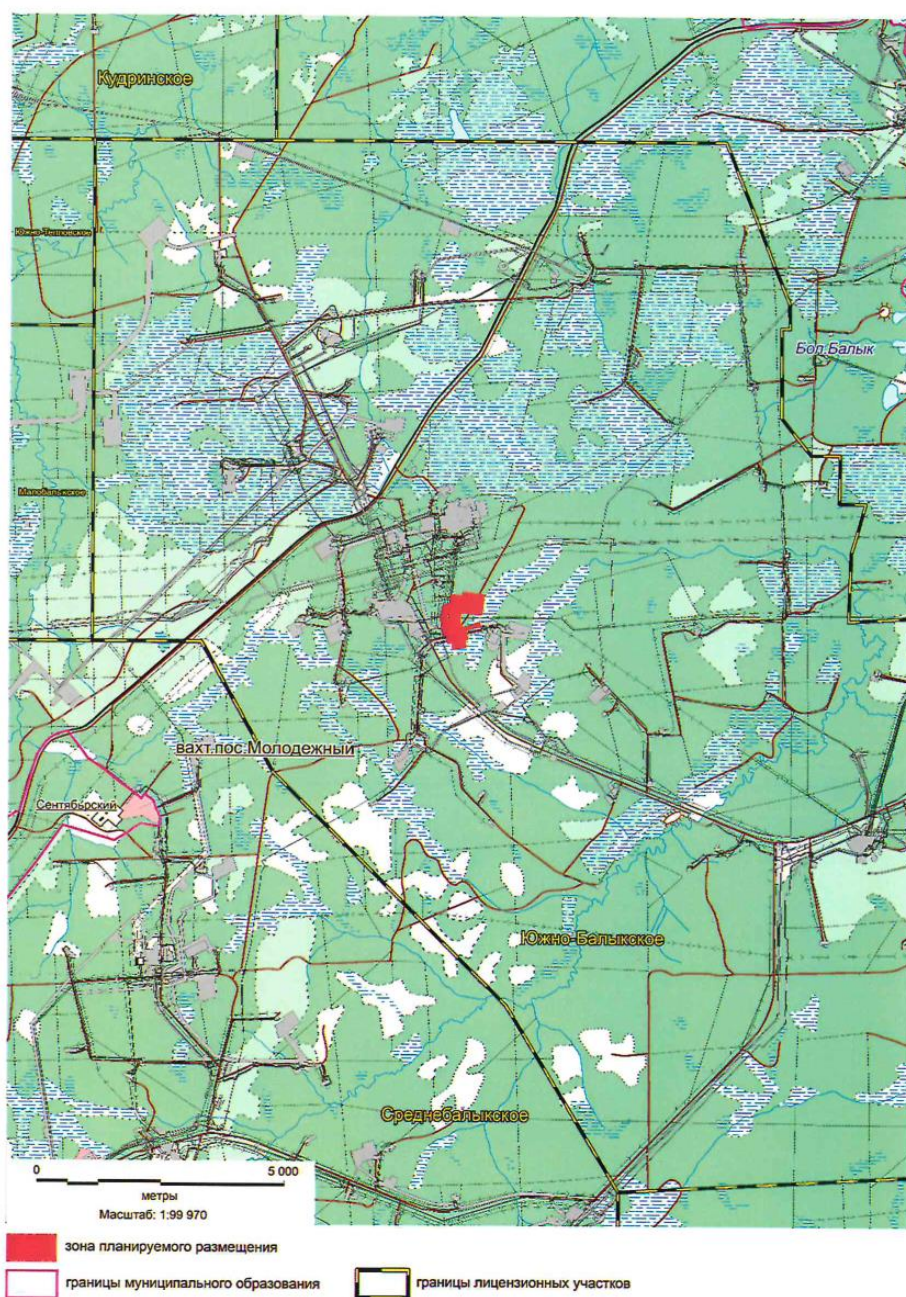 Кудринское
Южно-Тепловское
Бол.Балык
Малобалыкское
вахт.пос.Молодежный
Сентябрьский
Южно-Балыкское
Среднебалыкское
0 5 000
метры
Масштаб: 1:99 970
зона планируемого размещения
границы муниципального образования границы лицензионных участков